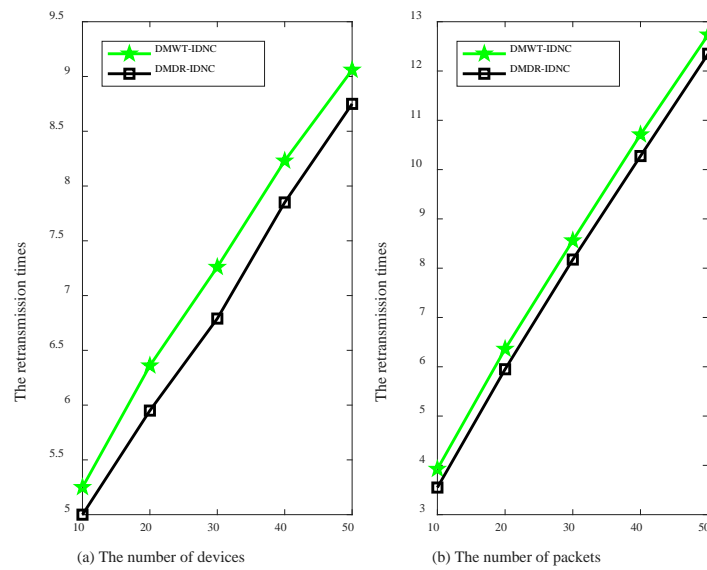 9.5
9
8.5
8
7.5
7
6.5
6
5.5
5
The retransmission times
DMWT-IDNC
DMDR-IDNC
10 20 30 40 50
(a) The number of devices
13
12
11
10
9
8
7
6
5
4
3
The retransmission times
DMWT-IDNC
DMDR-IDNC
10 20 30 40 50
(b) The number of packets